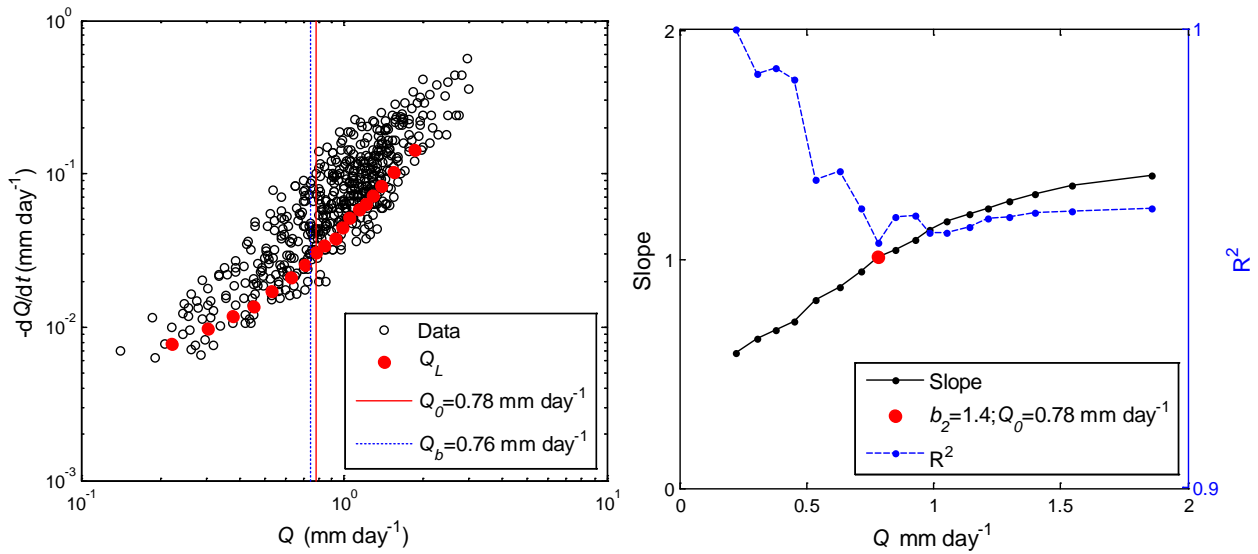 10^0
10^-1
10^-2
10^-3
-dQ/dt (mm day^-1)
Data
Q_L
Q_0=0.78 mm day^-1
Q_b=0.76 mm day^-1
10^-1
10^0
10^1
Q (mm day^-1)
2
1
0
Slope
1
0.9
R^2
Slope
b_2=1.4;Q_0=0.78 mm day^-1
R^2
0
0.5
1
1.5
2
Q mm day^-1